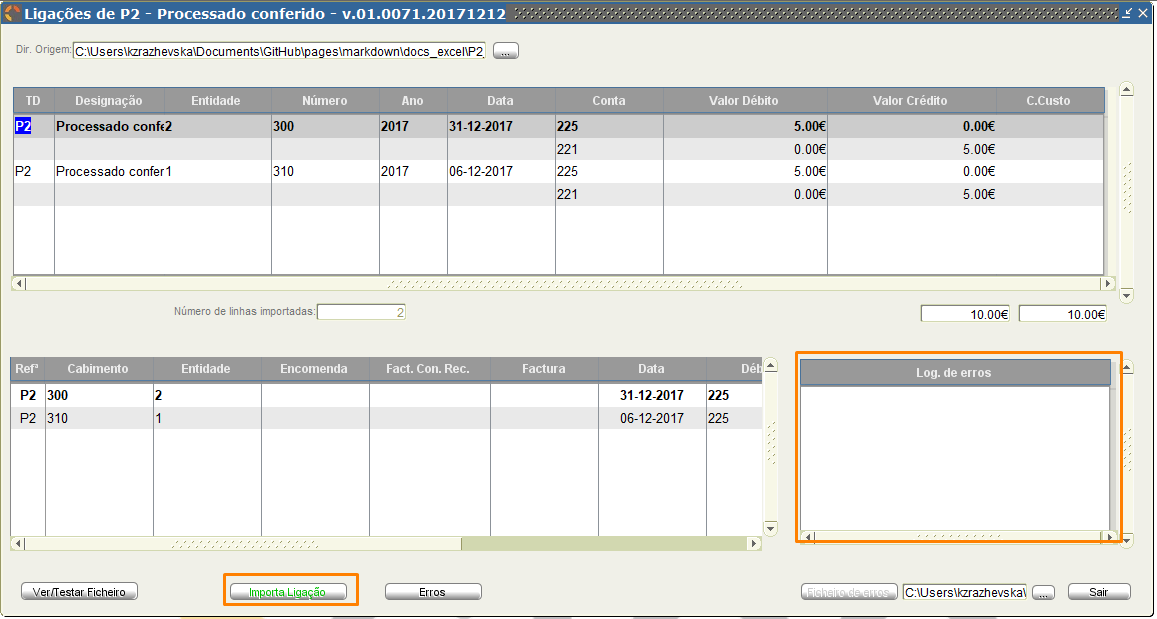 Ligações de P2 - Processado conferido - v.01.0071.20171212
Dir. Origem: C:\Users\kzrazhevska\Documents\GitHub\pages\markdown\docs_excel\P2_ ...
TD Designação Entidade Número Ano Data Conta Valor Débito Valor Crédito C.Custo
P2 Processado confe 2 300 2017 31-12-2017 225 5.00€ 0.00€
221 0.00€ 5.00€
P2 Processado confer 1 310 2017 06-12-2017 225 5.00€ 0.00€
221 0.00€ 5.00€
Número de linhas importadas: 2 10.00€ 10.00€
Refª Cabimento Entidade Encomenda Fact. Con. Rec. Factura Data Déb Log. de erros
P2 300 2 31-12-2017 225
P2 310 1 06-12-2017 225
Ver/Testar Ficheiro Importa Ligação Erros Ficheiro de erros C:\Users\kzrazhevska\ ... Sair